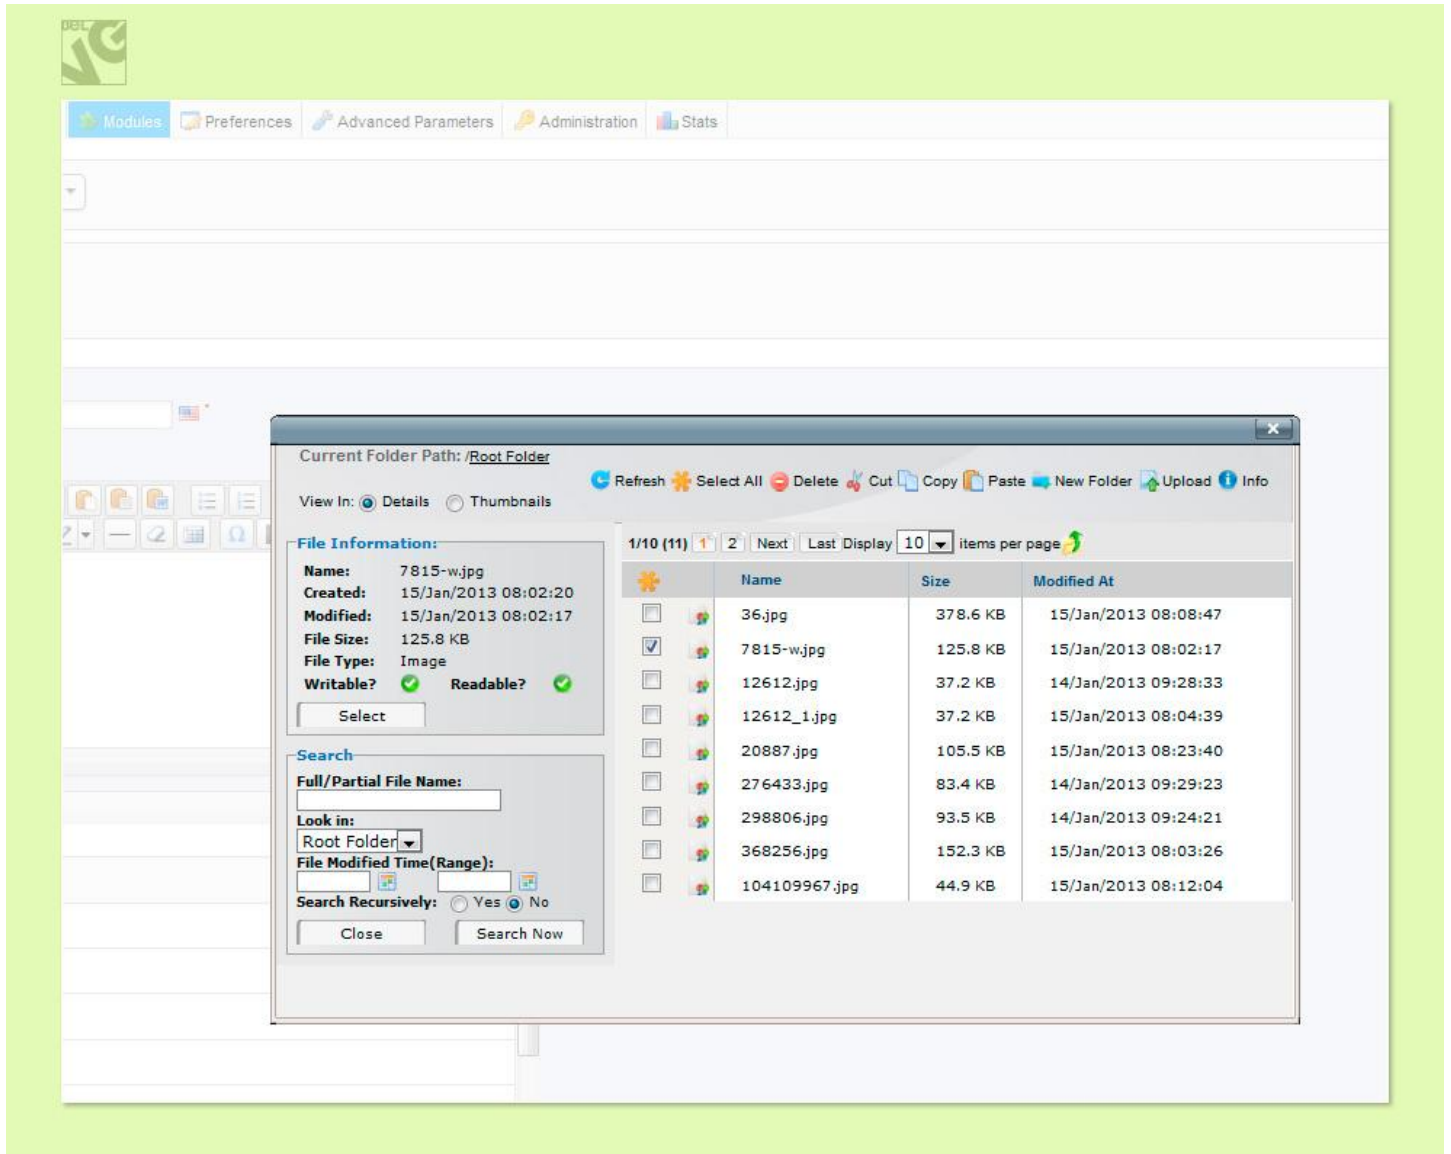 DEL
VG
Modules Preferences Advanced Parameters Administration Stats
Current Folder Path: /Root Folder
Refresh Select All Delete Cut Copy Paste New Folder Upload Info
View In: Details Thumbnails
File Information:
Name: 7815-w.jpg
Created: 15/Jan/2013 08:02:20
Modified: 15/Jan/2013 08:02:17
File Size: 125.8 KB
File Type: Image
Writable? Readable?
Select
Search
Full/Partial File Name:
Look in:
Root Folder
File Modified Time(Range):
Search Recursively: Yes No
Close Search Now
1/10 (11) 1 2 Next Last Display 10 items per page
Name Size Modified At
36.jpg 378.6 KB 15/Jan/2013 08:08:47
7815-w.jpg 125.8 KB 15/Jan/2013 08:02:17
12612.jpg 37.2 KB 14/Jan/2013 09:28:33
12612_1.jpg 37.2 KB 15/Jan/2013 08:04:39
20887.jpg 105.5 KB 15/Jan/2013 08:23:40
276433.jpg 83.4 KB 14/Jan/2013 09:29:23
298806.jpg 93.5 KB 14/Jan/2013 09:24:21
368256.jpg 152.3 KB 15/Jan/2013 08:03:26
104109967.jpg 44.9 KB 15/Jan/2013 08:12:04